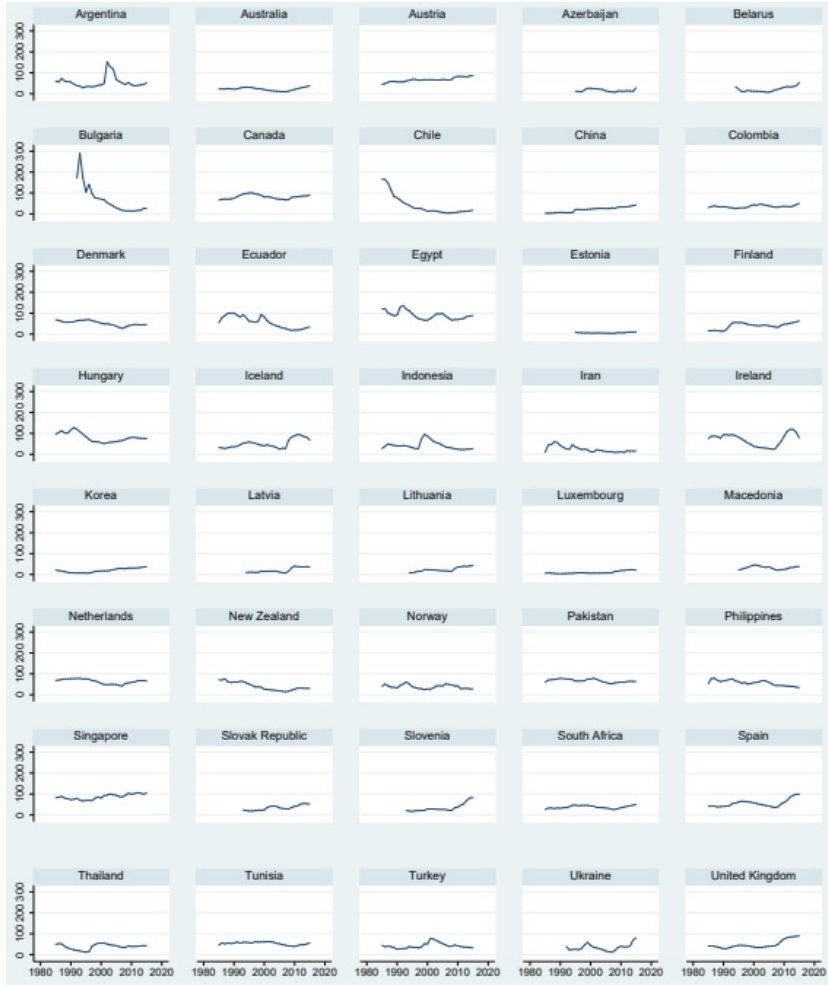 Argentina Australia Austria Azerbaijan Belarus
0 100 200 300
Bulgaria Canada Chile China Colombia
0 100 200 300
Denmark Ecuador Egypt Estonia Finland
0 100 200 300
Hungary Iceland Indonesia Iran Ireland
0 100 200 300
Korea Latvia Lithuania Luxembourg Macedonia
0 100 200 300
Netherlands New Zealand Norway Pakistan Philippines
0 100 200 300
Singapore Slovak Republic Slovenia South Africa Spain
0 100 200 300
Thailand Tunisia Turkey Ukraine United Kingdom
0 100 200 300
1980 1990 2000 2010 2020 1980 1990 2000 2010 2020 1980 1990 2000 2010 2020 1980 1990 2000 2010 2020 1980 1990 2000 2010 2020